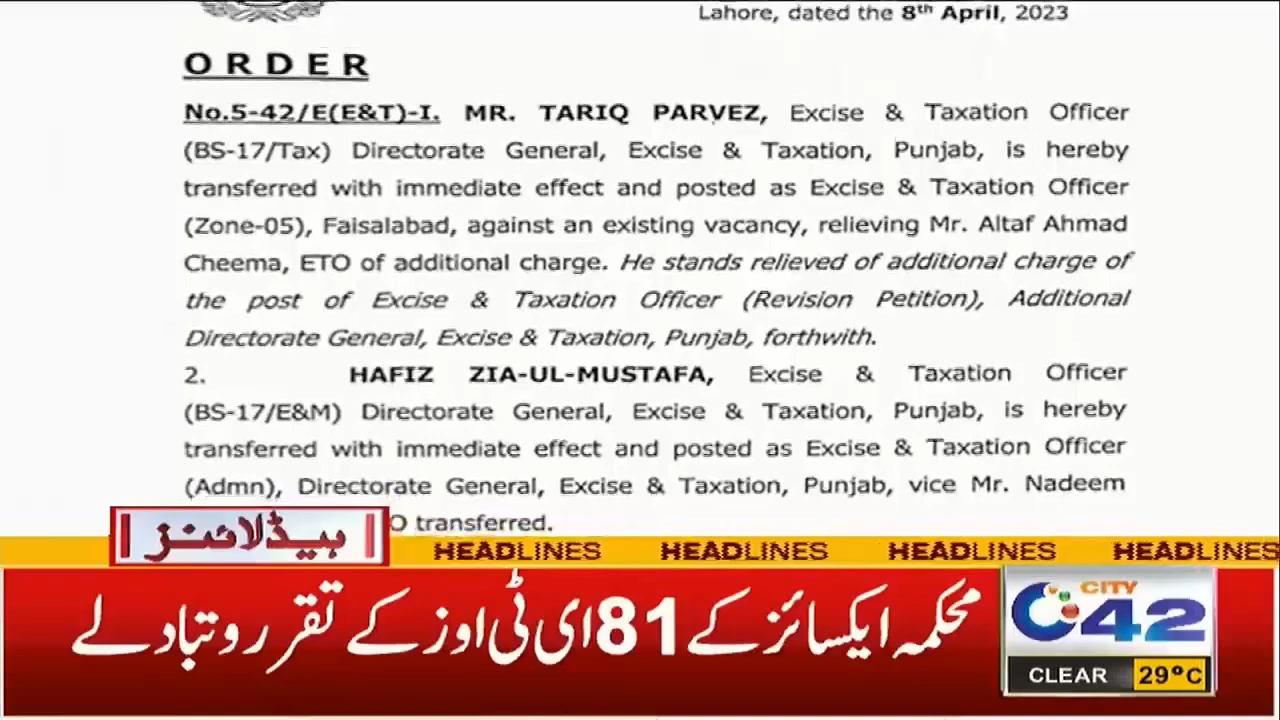 Lahore, dated the 8th April, 2023
ORDER
No.5-42/E(E&T)-I. MR. TARIQ PARVEZ, Excise & Taxation Officer
(BS-17/Tax) Directorate General, Excise & Taxation, Punjab, is hereby
transferred with immediate effect and posted as Excise & Taxation Officer
(Zone-05), Faisalabad, against an existing vacancy, relieving Mr. Altaf Ahmad
Cheema, ETO of additional charge. He stands relieved of additional charge of
the post of Excise & Taxation Officer (Revision Petition), Additional
Directorate General, Excise & Taxation, Punjab, forthwith.
2. HAFIZ ZIA-UL-MUSTAFA, Excise & Taxation Officer
(BS-17/E&M) Directorate General, Excise & Taxation, Punjab, is hereby
transferred with immediate effect and posted as Excise & Taxation Officer
(Admn), Directorate General, Excise & Taxation, Punjab, vice Mr. Nadeem
O transferred.
ہیڈلائنز
HEADLINES HEADLINES HEADLINES HEADLINES
محکمہ ایکسائز کے 81 ای ٹی اوز کے تقرر و تبادلے
CITY
42
CLEAR 29°C